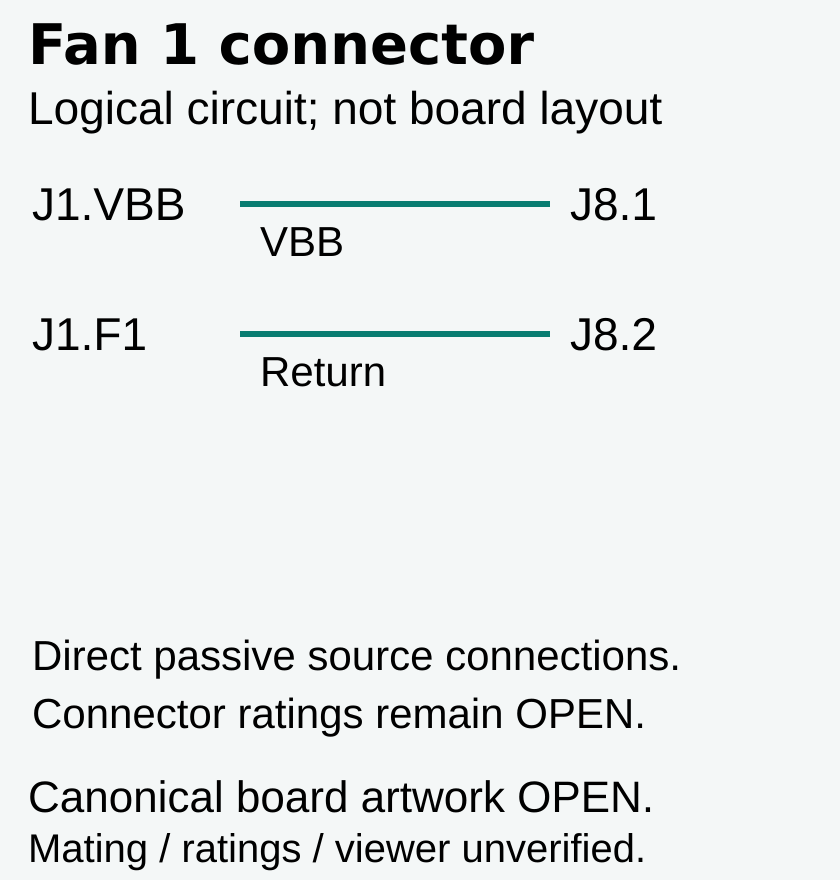 Fan 1 connector
Logical circuit; not board layout
J1.VBB J8.1
VBB
J1.F1 J8.2
Return
Direct passive source connections.
Connector ratings remain OPEN.
Canonical board artwork OPEN.
Mating / ratings / viewer unverified.